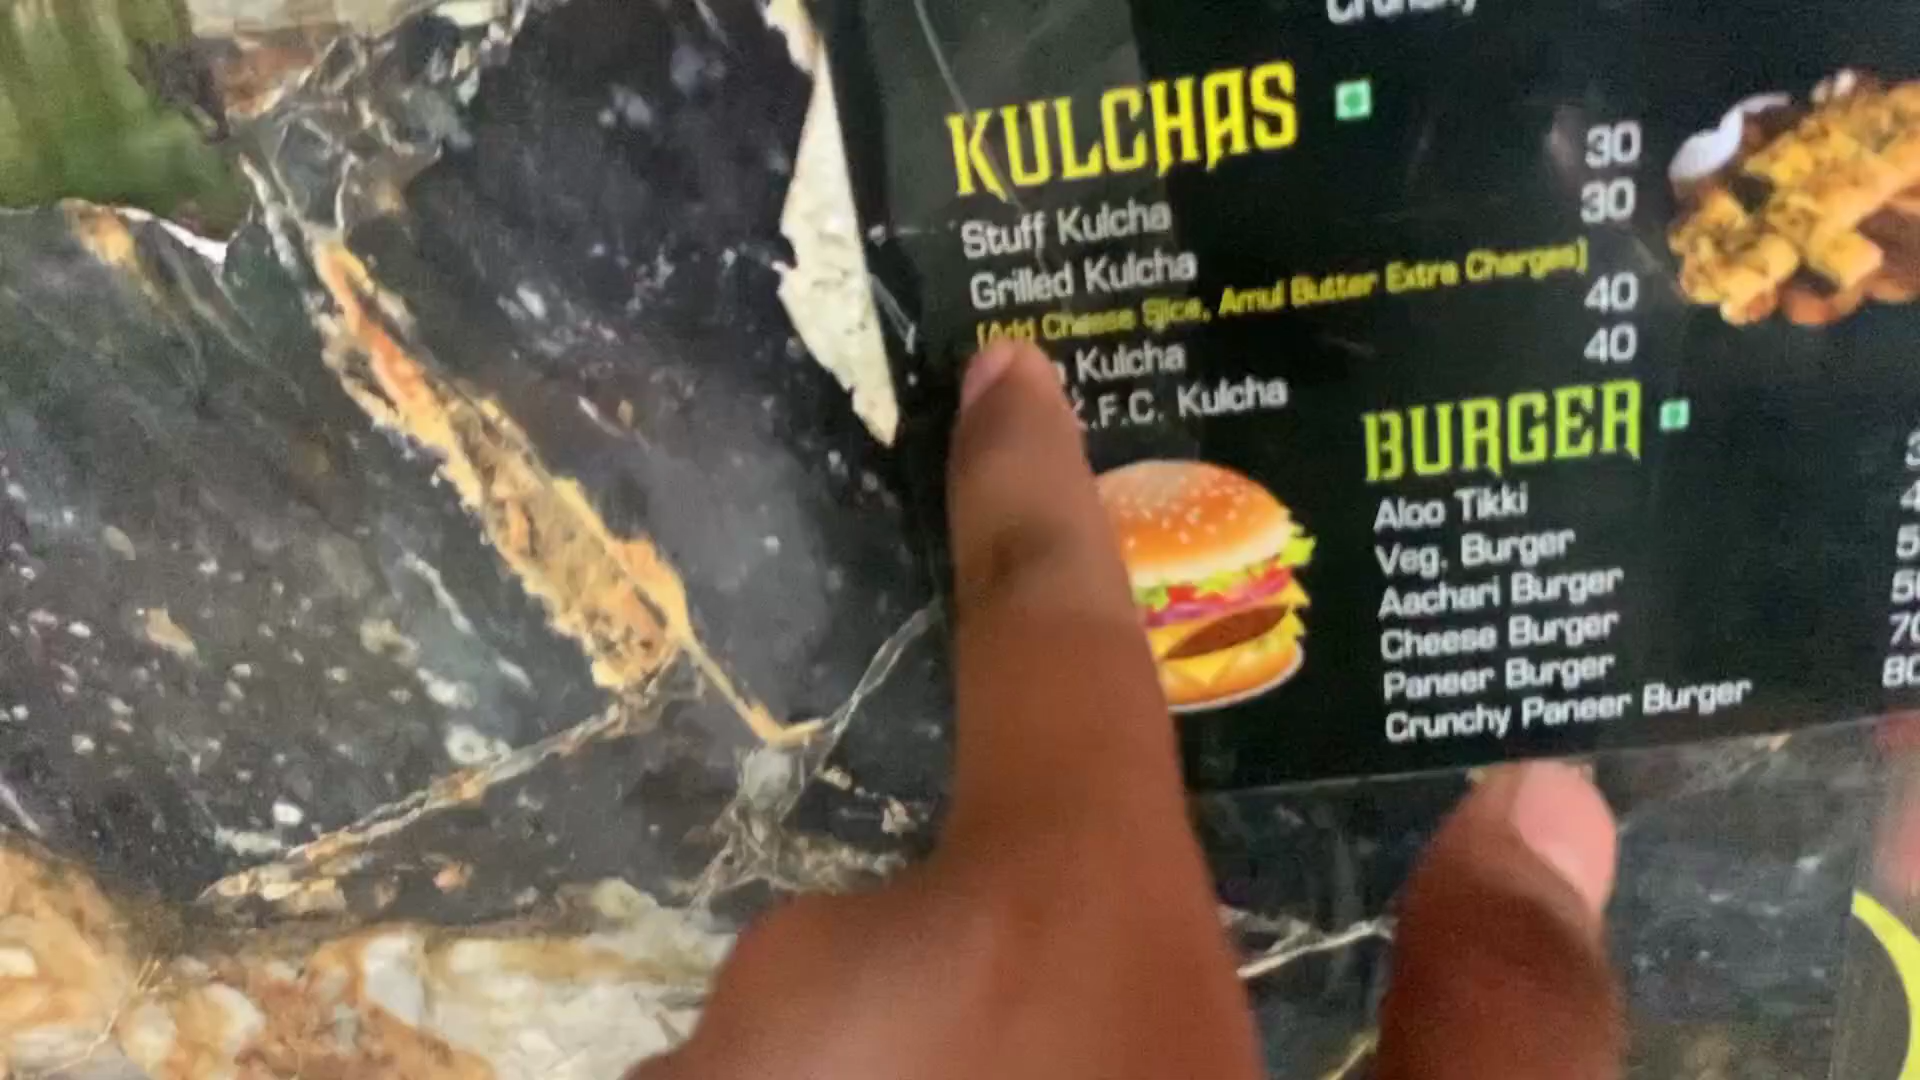 Crunchy
KULCHAS
Stuff Kulcha 30
Grilled Kulcha 30
(Add Cheese Slice, Amul Butter Extra Charges)
Kulcha 40
.F.C. Kulcha 40
BURGER
Aloo Tikki
Veg. Burger
Aachari Burger
Cheese Burger
Paneer Burger
Crunchy Paneer Burger